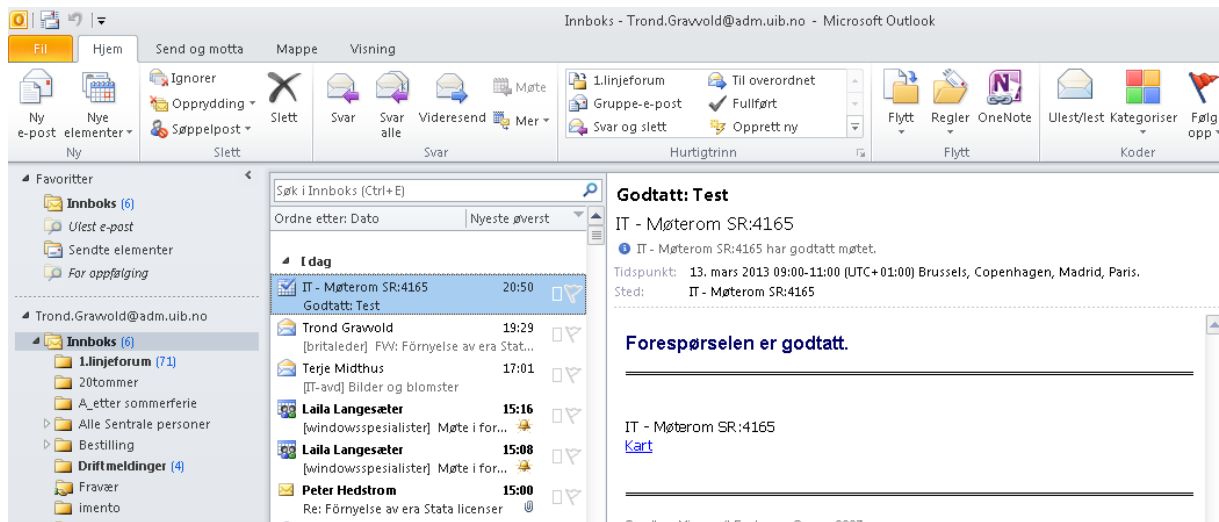 Innboks - Trond.Gravvold@adm.uib.no - Microsoft Outlook
Fil Hjem Send og motta Mappe Visning
Ny e-post
Nye elementer
Ignorer
Opprydding
Søppelpost
Slett
Svar
Svar alle
Videresend
Møte
Mer
1.linjeforum
Gruppe-e-post
Svar og slett
Til overordnet
Fullført
Opprett ny
Flytt
Regler
OneNote
Ulest/lest
Kategoriser
Følg opp
Ny Slett Svar Hurtigtrinn Flytt Koder
Favoritter
Innboks (6)
Ulest e-post
Sendte elementer
For oppfølging
Trond.Gravvold@adm.uib.no
Innboks (6)
1.linjeforum (71)
20tommer
A_etter sommerferie
Alle Sentrale personer
Bestilling
Driftmeldinger (4)
Fravær
imento
Søk i Innboks (Ctrl+E)
Ordne etter: Dato Nyeste øverst
I dag
IT - Møterom SR:4165 20:50
Godtatt: Test
Trond Gravvold 19:29
[britaleder] FW: Förnyelse av era Stat...
Terje Midthus 17:01
[IT-avd] Bilder og blomster
Laila Langesæter 15:16
[windowsspesialister] Møte i for...
Laila Langesæter 15:08
[windowsspesialister] Møte i for...
Peter Hedstrom 15:00
Re: Förnyelse av era Stata licenser
Godtatt: Test
IT - Møterom SR:4165
IT - Møterom SR:4165 har godtatt møtet.
Tidspunkt: 13. mars 2013 09:00-11:00 (UTC+01:00) Brussels, Copenhagen, Madrid, Paris.
Sted: IT - Møterom SR:4165
Forespørselen er godtatt.
IT - Møterom SR:4165
Kart